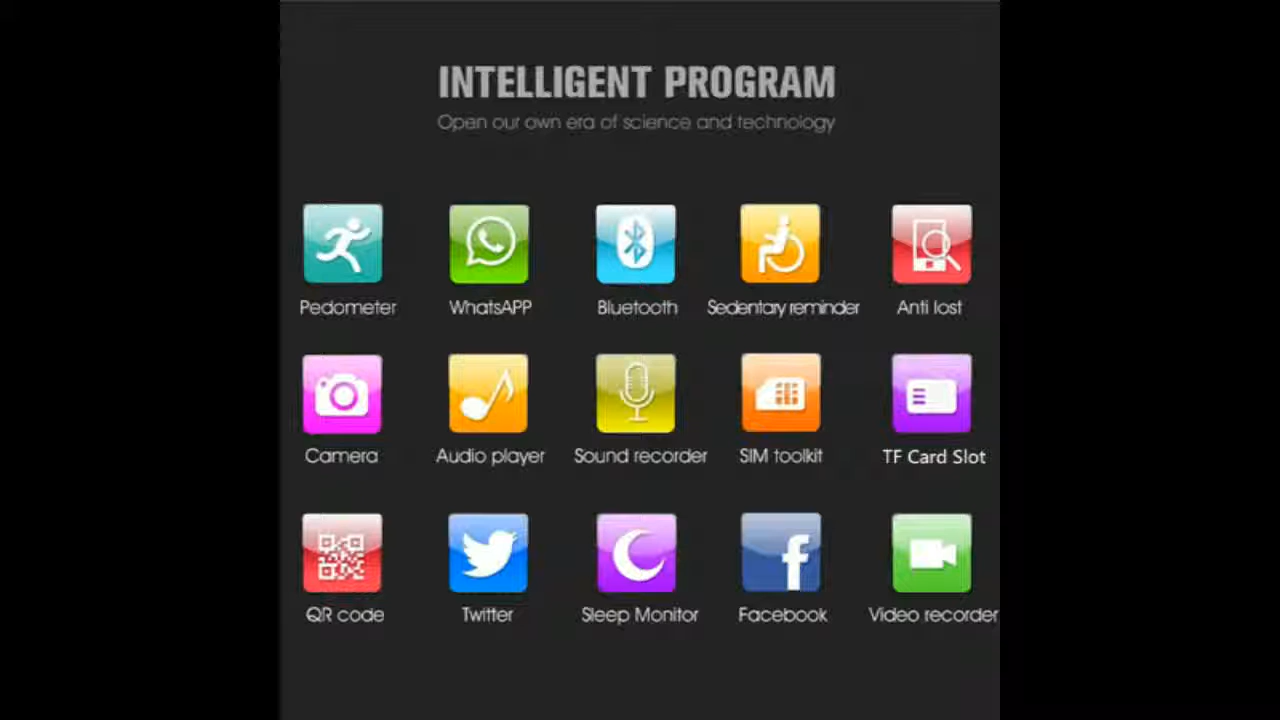 INTELLIGENT PROGRAM
Open our own era of science and technology
Pedometer WhatsAPP Bluetooth Sedentary reminder Anti lost
Camera Audio player Sound recorder SIM toolkit TF Card Slot
QR code Twitter Sleep Monitor Facebook Video recorder